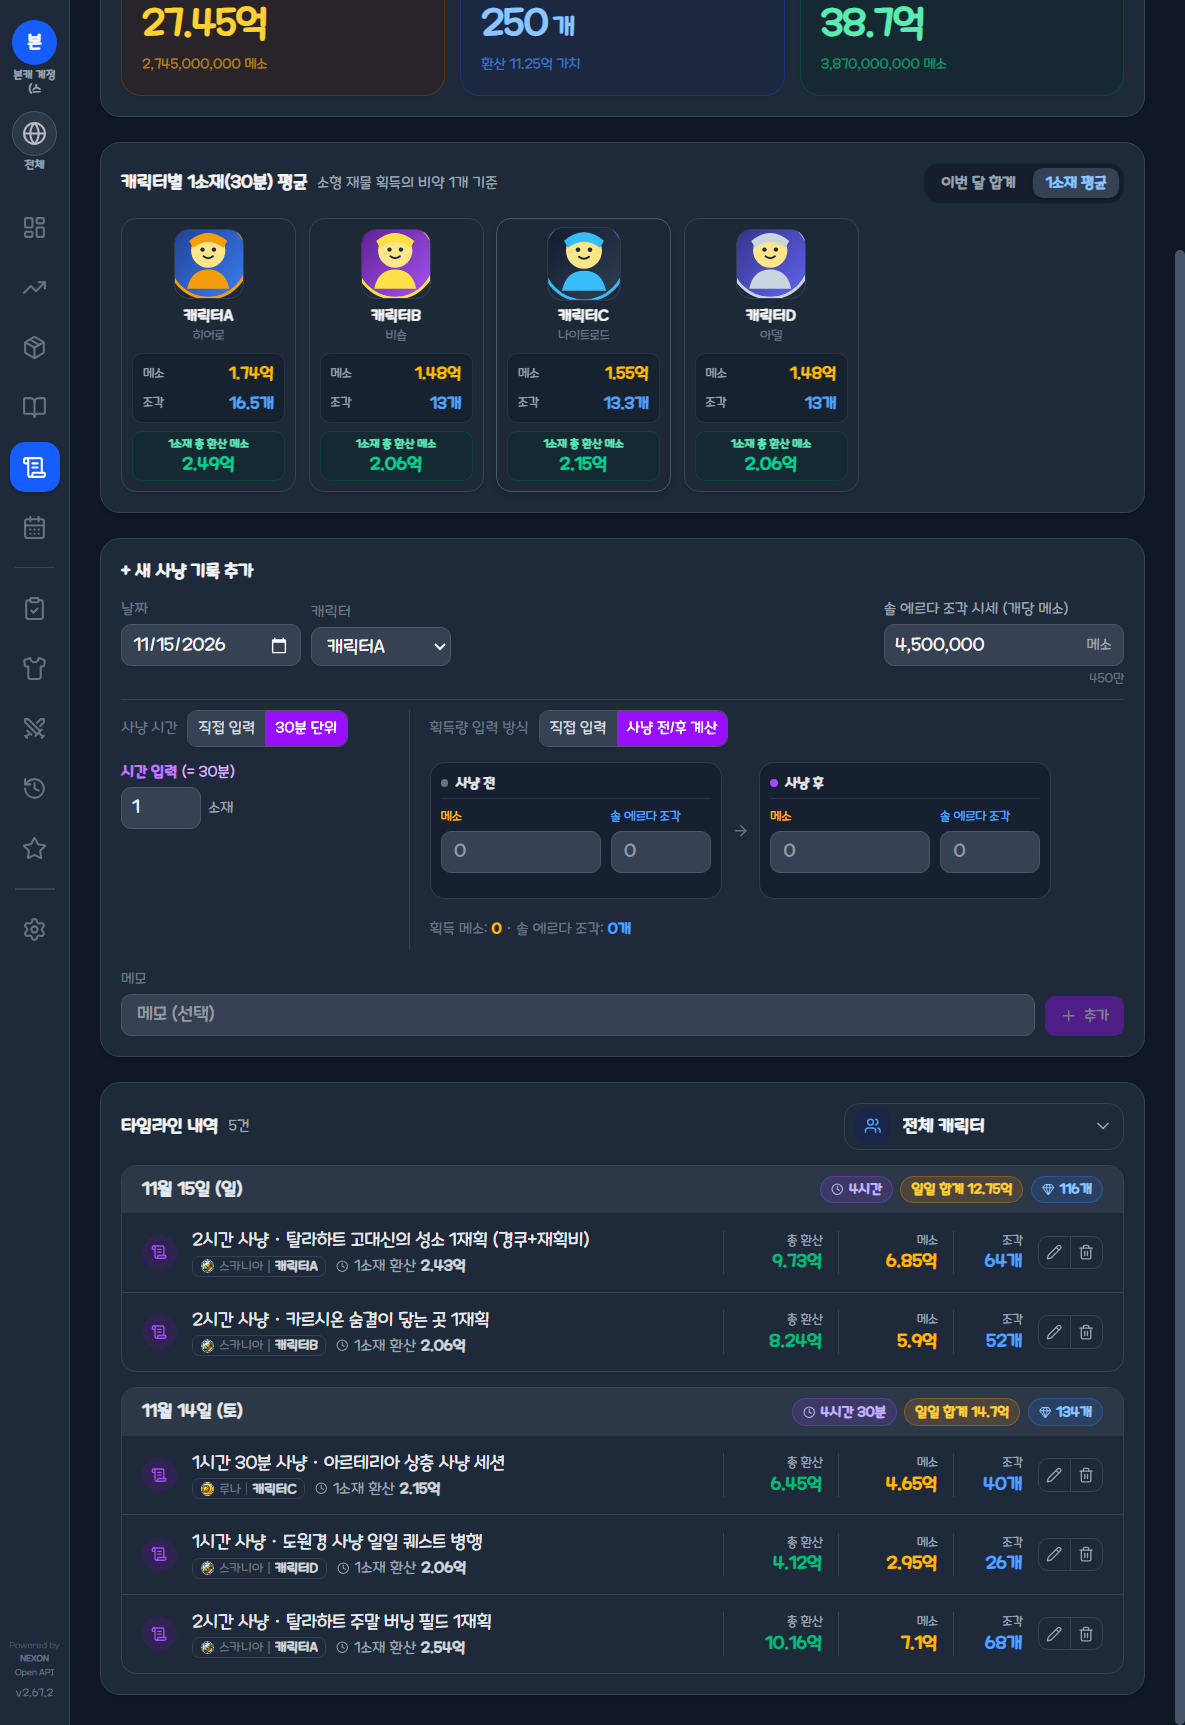 본
본캐 계정
(스
전체
Powered by
NEXON
Open API
v2.67.2
27.45억
2,745,000,000 메소
250 개
환산 11.25억 가치
38.7억
3,870,000,000 메소
캐릭터별 1소재(30분) 평균 소형 재물 획득의 비약 1개 기준
이번 달 합계 1소재 평균
캐릭터A
히어로
메소 1.74억
조각 16.5개
1소재 총 환산 메소
2.49억
캐릭터B
비숍
메소 1.48억
조각 13개
1소재 총 환산 메소
2.06억
캐릭터C
나이트로드
메소 1.55억
조각 13.3개
1소재 총 환산 메소
2.15억
캐릭터D
아델
메소 1.48억
조각 13개
1소재 총 환산 메소
2.06억
+ 새 사냥 기록 추가
날짜
11/15/2026
캐릭터
캐릭터A
솔 에르다 조각 시세 (개당 메소)
4,500,000 메소
450만
사냥 시간 직접 입력 30분 단위
시간 입력 (= 30분)
1 소재
획득량 입력 방식 직접 입력 사냥 전/후 계산
사냥 전
메소 솔 에르다 조각
0 0
사냥 후
메소 솔 에르다 조각
0 0
획득 메소: 0 · 솔 에르다 조각: 0개
메모
메모 (선택)
추가
타임라인 내역 5건
전체 캐릭터
11월 15일 (일) 4시간 일일 합계 12.75억 116개
2시간 사냥 · 탈라하트 고대신의 성소 1재획 (경쿠+재획비)
스카니아 | 캐릭터A 1소재 환산 2.43억
총 환산 메소 조각
9.73억 6.85억 64개
2시간 사냥 · 카르시온 숨결이 닿는 곳 1재획
스카니아 | 캐릭터B 1소재 환산 2.06억
총 환산 메소 조각
8.24억 5.9억 52개
11월 14일 (토) 4시간 30분 일일 합계 14.7억 134개
1시간 30분 사냥 · 아르테리아 상층 사냥 세션
루나 | 캐릭터C 1소재 환산 2.15억
총 환산 메소 조각
6.45억 4.65억 40개
1시간 사냥 · 도원경 사냥 일일 퀘스트 병행
스카니아 | 캐릭터D 1소재 환산 2.06억
총 환산 메소 조각
4.12억 2.95억 26개
2시간 사냥 · 탈라하트 주말 버닝 필드 1재획
스카니아 | 캐릭터A 1소재 환산 2.54억
총 환산 메소 조각
10.16억 7.1억 68개